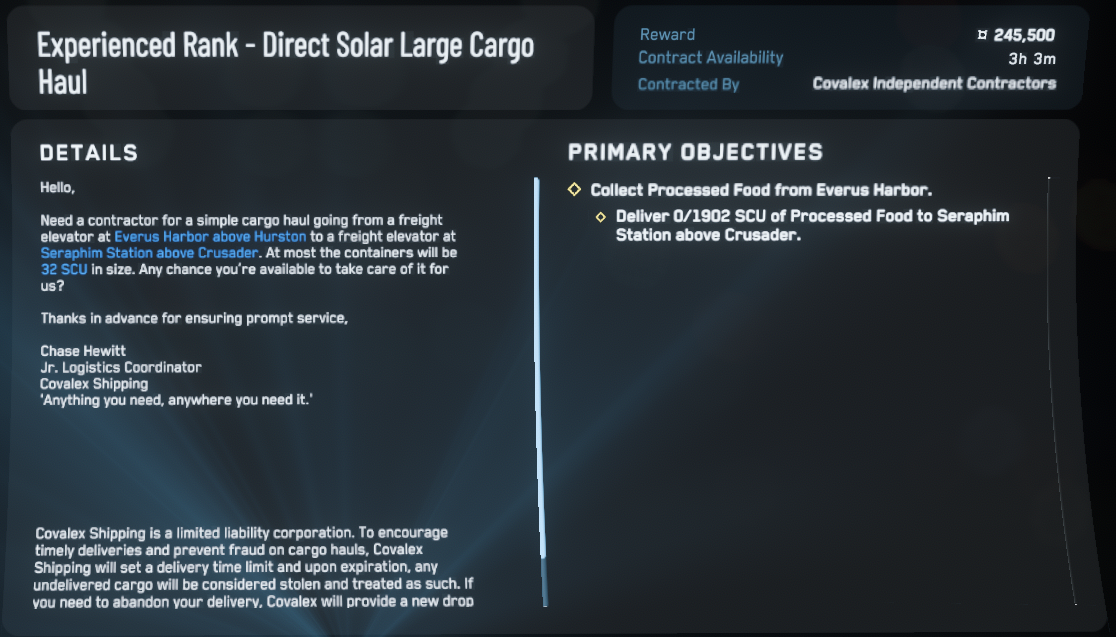 Experienced Rank - Direct Solar Large Cargo
Haul
Reward ¤ 245,500
Contract Availability 3h 3m
Contracted By Covalex Independent Contractors
DETAILS
Hello,
Need a contractor for a simple cargo haul going from a freight
elevator at Everus Harbor above Hurston to a freight elevator at
Seraphim Station above Crusader. At most the containers will be
32 SCU in size. Any chance you're available to take care of it for
us?
Thanks in advance for ensuring prompt service,
Chase Hewitt
Jr. Logistics Coordinator
Covalex Shipping
'Anything you need, anywhere you need it.'
Covalex Shipping is a limited liability corporation. To encourage
timely deliveries and prevent fraud on cargo hauls, Covalex
Shipping will set a delivery time limit and upon expiration, any
undelivered cargo will be considered stolen and treated as such. If
you need to abandon your delivery, Covalex will provide a new drop
PRIMARY OBJECTIVES
Collect Processed Food from Everus Harbor.
Deliver 0/1902 SCU of Processed Food to Seraphim
Station above Crusader.